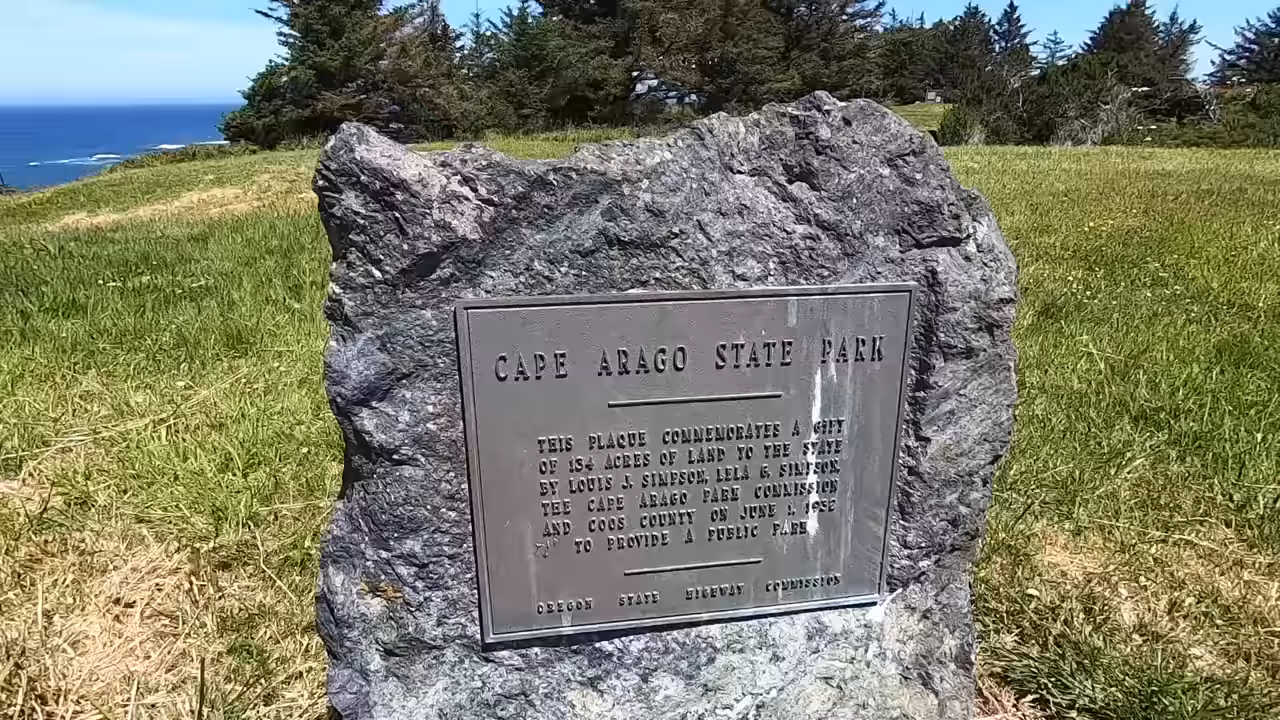 CAPE ARAGO STATE PARK
THIS PLAQUE COMMEMORATES A GIFT
OF 134 ACRES OF LAND TO THE STATE
BY LOUIS J. SIMPSON, LELA G. SIMPSON,
THE CAPE ARAGO PARK COMMISSION
AND COOS COUNTY ON JUNE 1, 1932
TO PROVIDE A PUBLIC PARK
OREGON STATE HIGHWAY COMMISSION